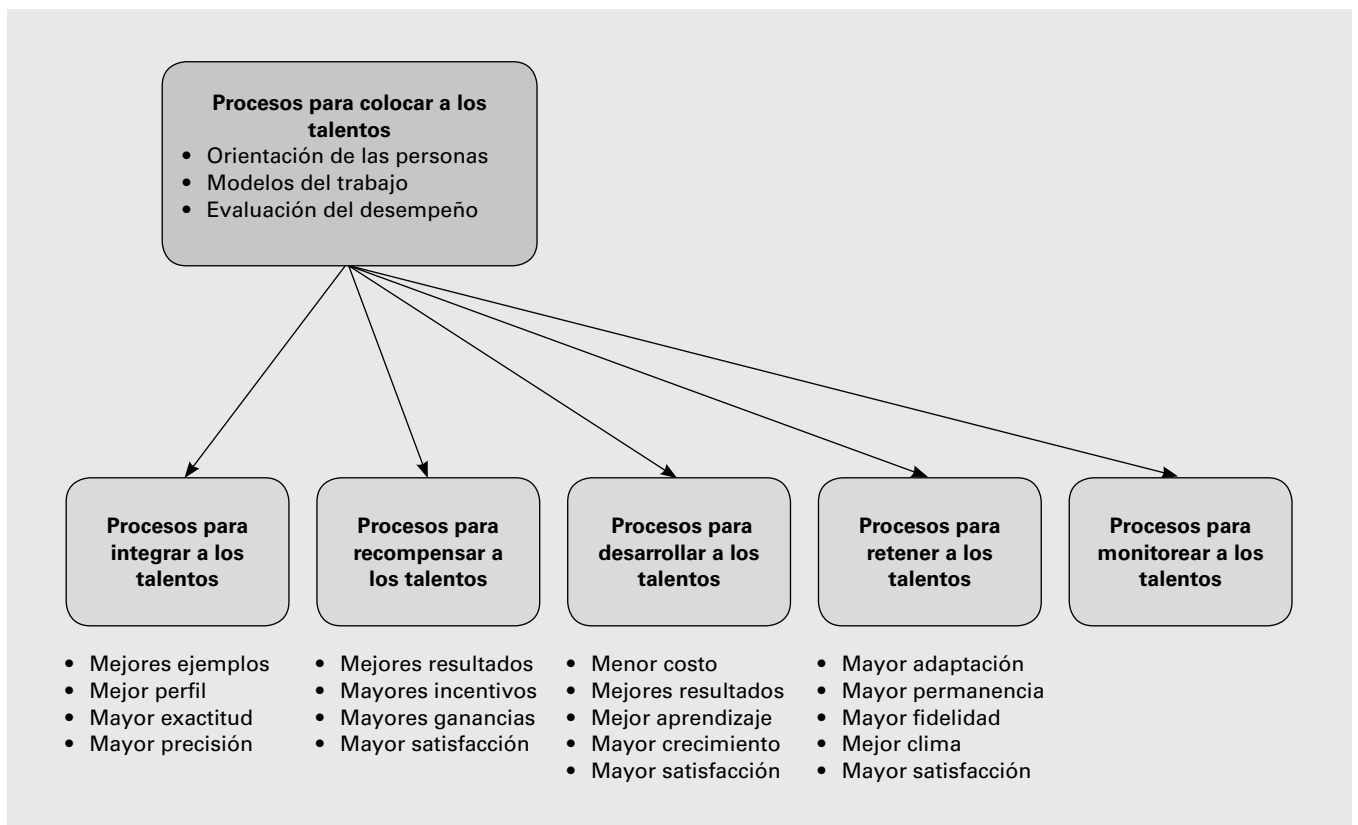 Procesos para colocar a los
talentos
• Orientación de las personas
• Modelos del trabajo
• Evaluación del desempeño
Procesos para
integrar a los
talentos
• Mejores ejemplos
• Mejor perfil
• Mayor exactitud
• Mayor precisión
Procesos para
recompensar a
los talentos
• Mejores resultados
• Mayores incentivos
• Mayores ganancias
• Mayor satisfacción
Procesos para
desarrollar a los
talentos
• Menor costo
• Mejores resultados
• Mejor aprendizaje
• Mayor crecimiento
• Mayor satisfacción
Procesos para
retener a los
talentos
• Mayor adaptación
• Mayor permanencia
• Mayor fidelidad
• Mejor clima
• Mayor satisfacción
Procesos para
monitorear a los
talentos